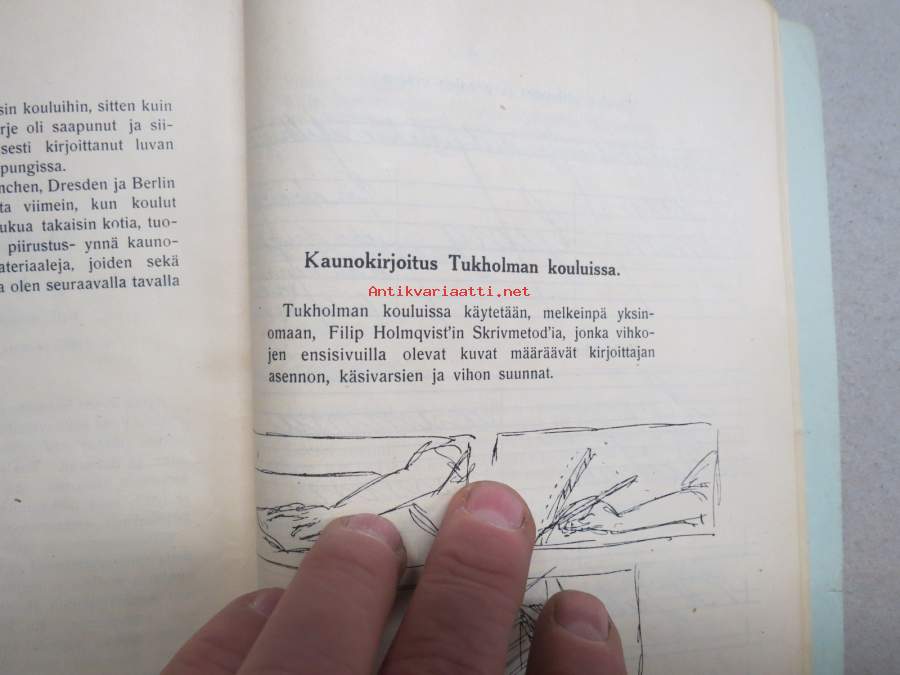 sin kouluihin, sitten kuin
rje oli saapunut ja sii-
sesti kirjoittanut luvan
pungissa.
nchen, Dresden ja Berlin
ta viimein, kun koulut
ukua takaisin kotia, tuo-
piirustus- ynnä kauno-
ateriaaleja, joiden sekä
a olen seuraavalla tavalla
Kaunokirjoitus Tukholman kouluissa.
Antikvariaatti.net
Tukholman kouluissa käytetään, melkeinpä yksin-
omaan, Filip Holmqvist'in Skrivmetod'ia, jonka vihko-
jen ensisivuilla olevat kuvat määräävät kirjoittajan
asennon, käsivarsien ja vihon suunnat.